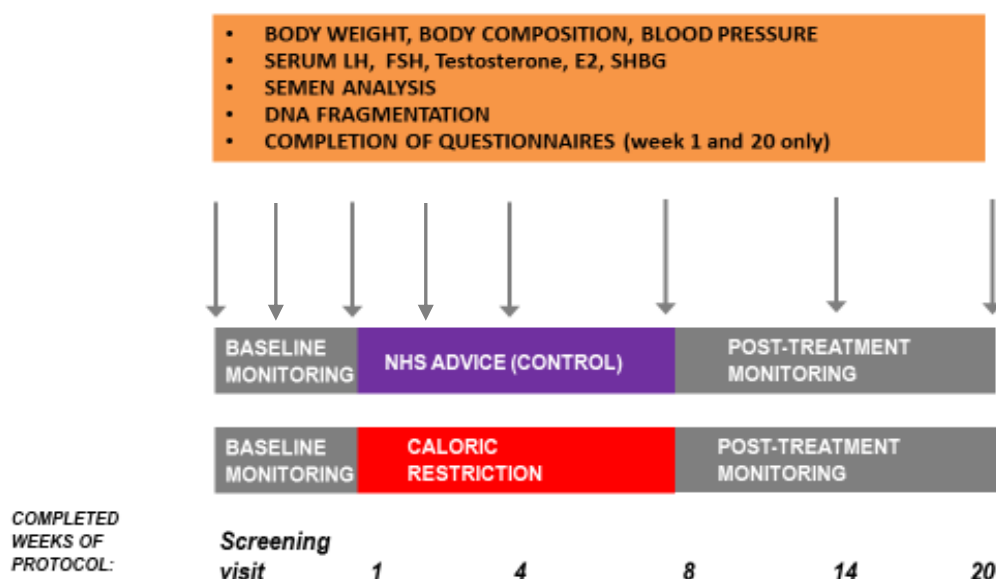 • BODY WEIGHT, BODY COMPOSITION, BLOOD PRESSURE
• SERUM LH, FSH, Testosterone, E2, SHBG
• SEMEN ANALYSIS
• DNA FRAGMENTATION
• COMPLETION OF QUESTIONNAIRES (week 1 and 20 only)
BASELINE
MONITORING
NHS ADVICE (CONTROL)
POST-TREATMENT
MONITORING
BASELINE
MONITORING
CALORIC
RESTRICTION
POST-TREATMENT
MONITORING
COMPLETED
WEEKS OF
PROTOCOL:
Screening
visit 1 4 8 14 20